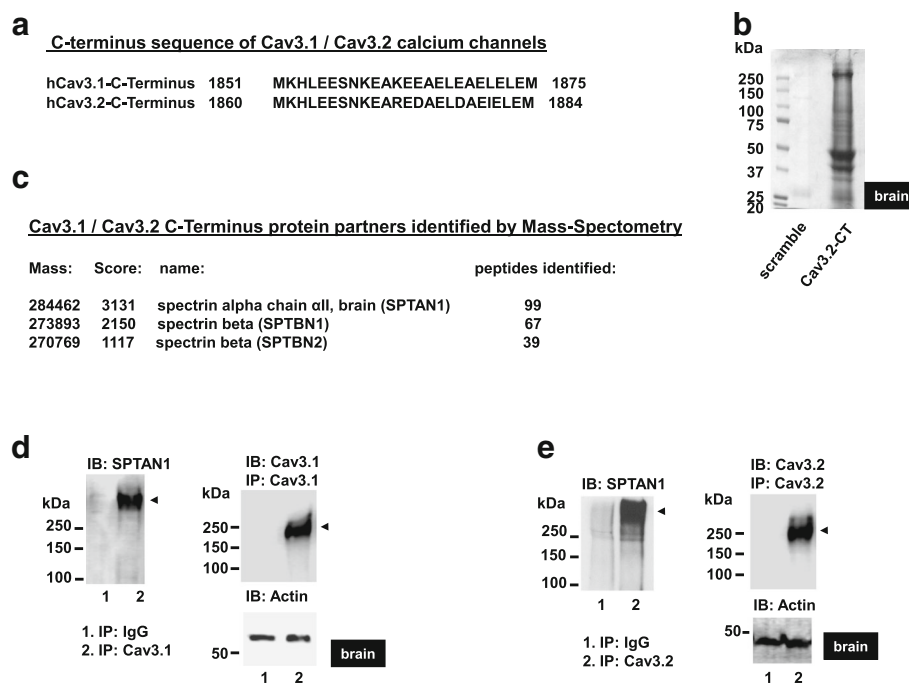 a
C-terminus sequence of Cav3.1 / Cav3.2 calcium channels
hCav3.1-C-Terminus 1851 MKHLEESNKEAKEEAELEAELELEM 1875
hCav3.2-C-Terminus 1860 MKHLEESNKEAREDAELDAEIELEM 1884
b
kDa
250
150
100
75
50
37
25
20
brain
scramble
Cav3.2-CT
c
Cav3.1 / Cav3.2 C-Terminus protein partners identified by Mass-Spectometry
Mass: Score: name: peptides identified:
284462 3131 spectrin alpha chain αII, brain (SPTAN1) 99
273893 2150 spectrin beta (SPTBN1) 67
270769 1117 spectrin beta (SPTBN2) 39
d
IB: SPTAN1
kDa
250
150
100
1 2
1. IP: IgG
2. IP: Cav3.1
IB: Cav3.1
IP: Cav3.1
kDa
250
150
100
IB: Actin
50
brain
1 2
e
IB: SPTAN1
kDa
250
150
100
1 2
1. IP: IgG
2. IP: Cav3.2
IB: Cav3.2
IP: Cav3.2
kDa
250
150
100
IB: Actin
50
brain
1 2